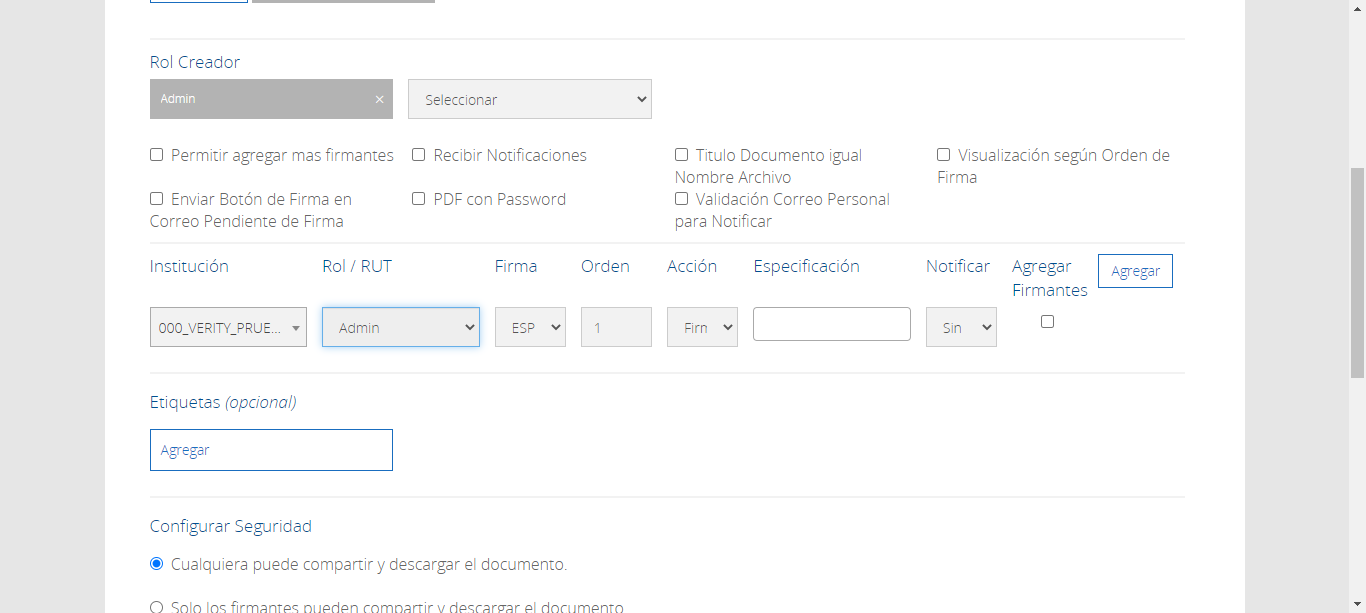 Rol Creador
Admin ×
Seleccionar
Permitir agregar mas firmantes
Recibir Notificaciones
Titulo Documento igual
Nombre Archivo
Visualización según Orden de
Firma
Enviar Botón de Firma en
Correo Pendiente de Firma
PDF con Password
Validación Correo Personal
para Notificar
Institución
Rol / RUT
Firma
Orden
Acción
Especificación
Notificar
Agregar
Firmantes
Agregar
000_VERITY_PRUE...
Admin
ESP
1
Firn
Sin
Etiquetas (opcional)
Agregar
Configurar Seguridad
Cualquiera puede compartir y descargar el documento.
Solo los firmantes pueden compartir y descargar el documento